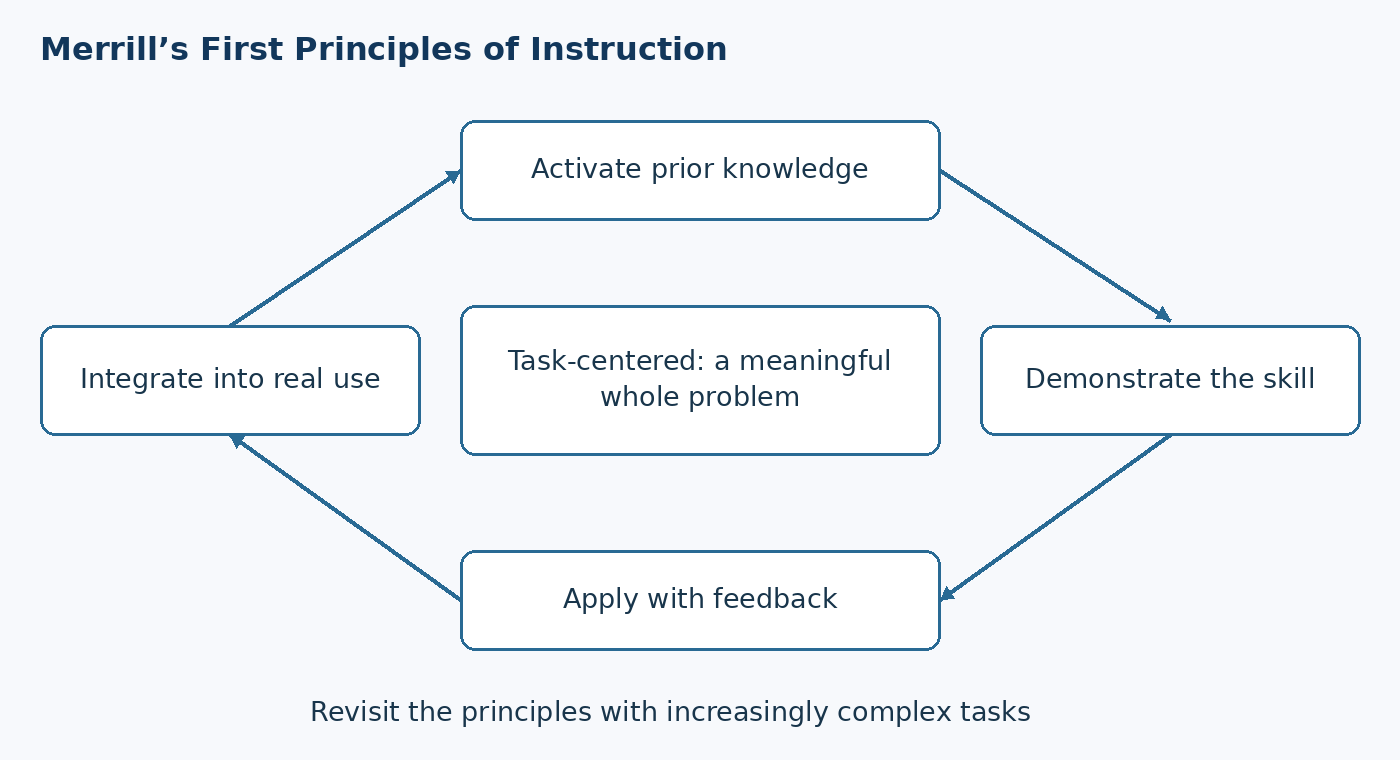 Merrill’s First Principles of Instruction
Activate prior knowledge
Integrate into real use
Task-centered: a meaningful
whole problem
Demonstrate the skill
Apply with feedback
Revisit the principles with increasingly complex tasks